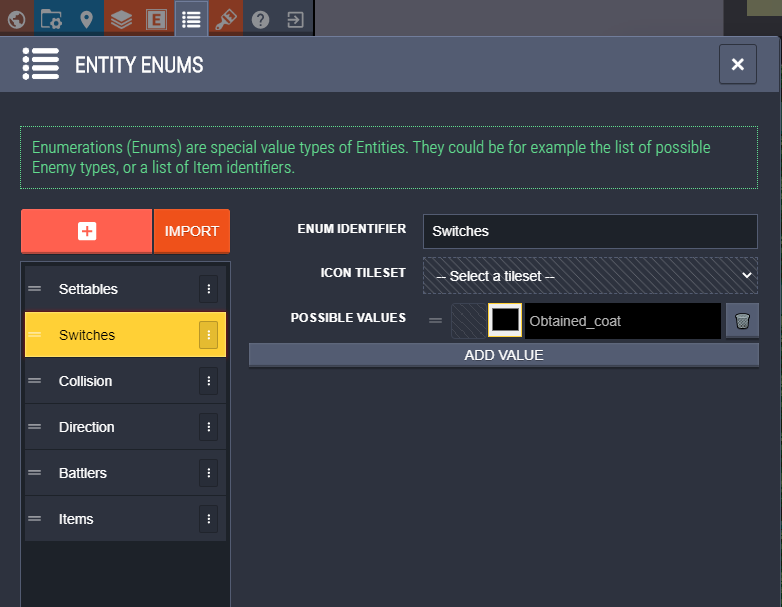 E
ENTITY ENUMS
Enumerations (Enums) are special value types of Entities. They could be for example the list of possible
Enemy types, or a list of Item identifiers.
IMPORT
ENUM IDENTIFIER
Switches
ICON TILESET
-- Select a tileset --
POSSIBLE VALUES
Obtained_coat
ADD VALUE
Settables
Switches
Collision
Direction
Battlers
Items